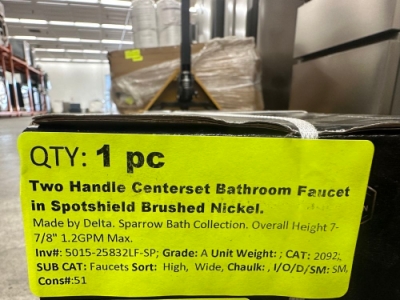 QTY: 1 pc
Two Handle Centerset Bathroom Faucet
in Spotshield Brushed Nickel.
Made by Delta. Sparrow Bath Collection. Overall Height 7-
7/8" 1.2GPM Max.
Inv#: 5015-25832LF-SP; Grade: A Unit Weight: ; CAT: 2092;
SUB CAT: Faucets Sort: High, Wide, Chaulk: , I/O/D/SM: SM,
Cons#:51